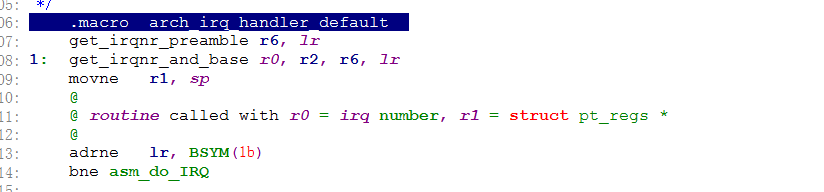 05:  */
06:     .macro  arch_irq_handler_default
07:     get_irqnr_preamble r6, lr
08: 1:  get_irqnr_and_base r0, r2, r6, lr
09:     movne   r1, sp
10:     @
11:     @ routine called with r0 = irq number, r1 = struct pt_regs *
12:     @
13:     adrne   lr, BSYM(1b)
14:     bne asm_do_IRQ